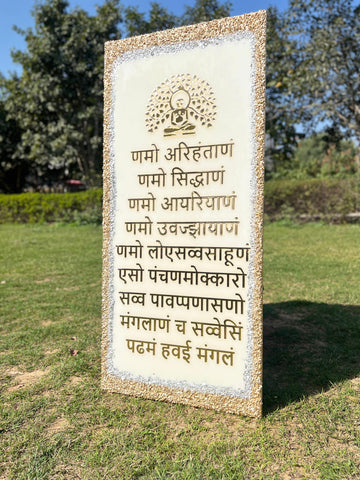 णमो अरिहंताणं
णमो सिद्धाणं
णमो आयरियाणं
णमो उवज्झायाणं
णमो लोएसव्वसाहूणं
एसो पंचणमोक्कारो
सव्व पावप्पणासणो
मंगलाणं च सव्वेसिं
पढमं हवई मंगलं